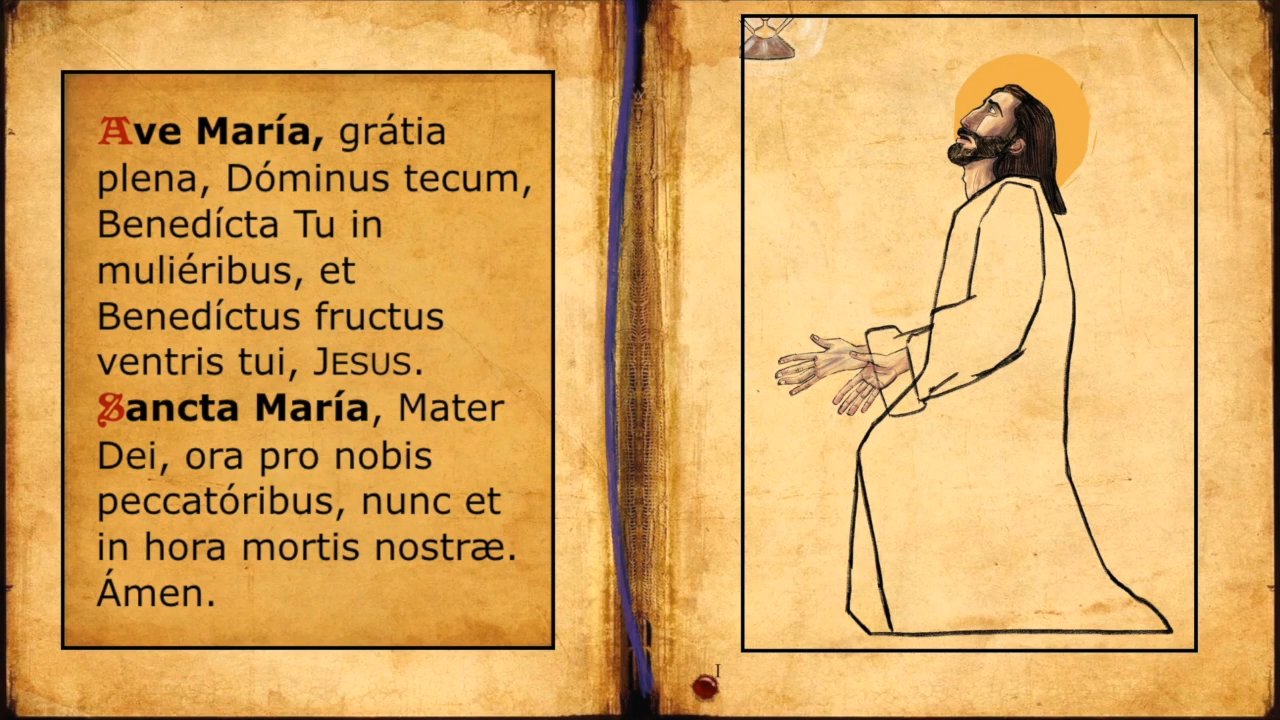 Ave María, grátia
plena, Dóminus tecum,
Benedícta Tu in
muliéribus, et
Benedíctus fructus
ventris tui, JESUS.
Sancta María, Mater
Dei, ora pro nobis
peccatóribus, nunc et
in hora mortis nostræ.
Ámen.
I